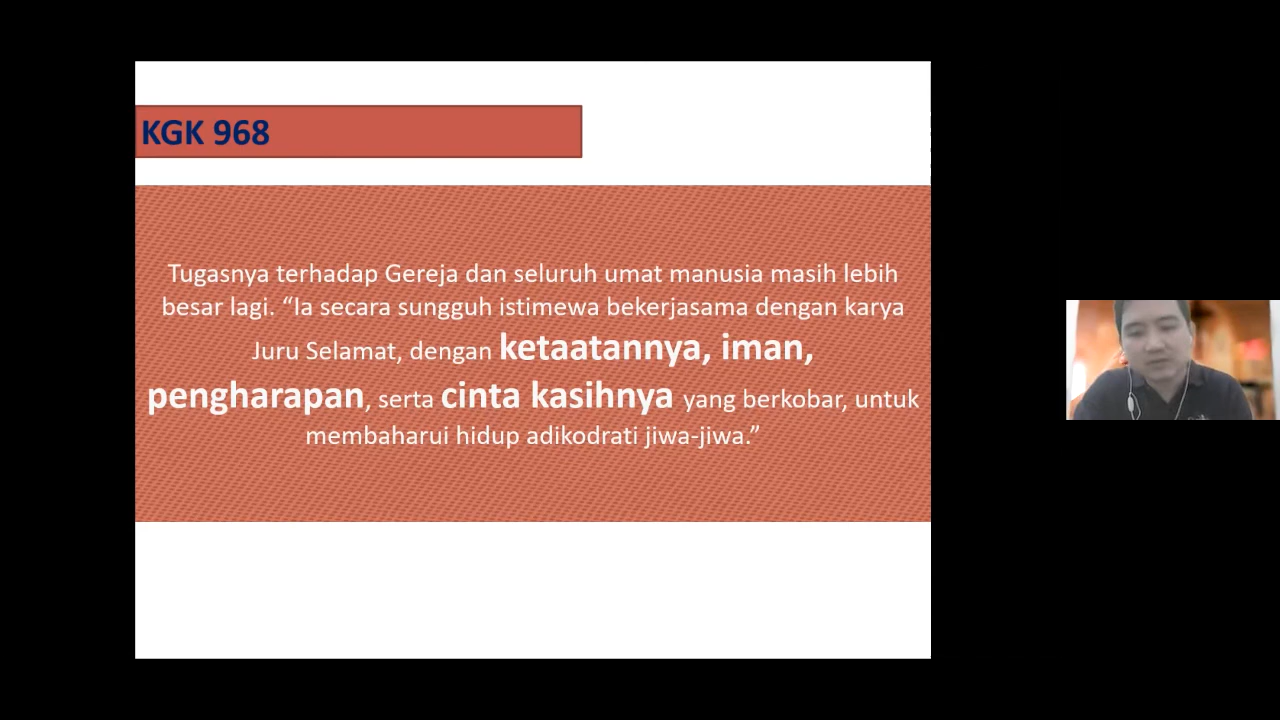 KGK 968
Tugasnya terhadap Gereja dan seluruh umat manusia masih lebih
besar lagi. “Ia secara sungguh istimewa bekerjasama dengan karya
Juru Selamat, dengan ketaatannya, iman,
pengharapan, serta cinta kasihnya yang berkobar, untuk
membaharui hidup adikodrati jiwa-jiwa.”